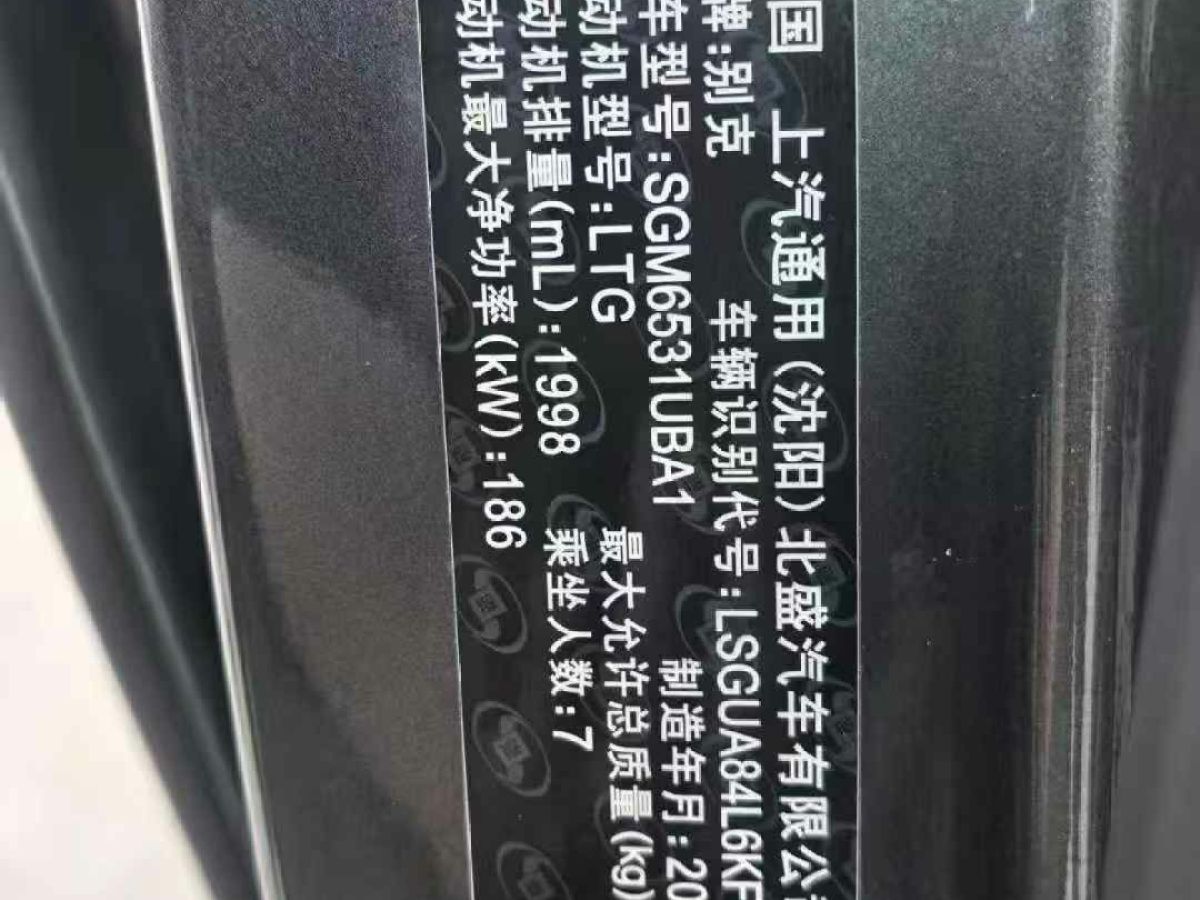 国 上汽通用(沈阳)北盛汽车有限公
牌:别克 车辆识别代号:LSGUA84L6KF
车型号:SGM6531UBA1 制造年月:20
动机型号:LTG 最大允许总质量(kg)
动机排量(mL):1998 乘坐人数:7
动机最大净功率(kW):186